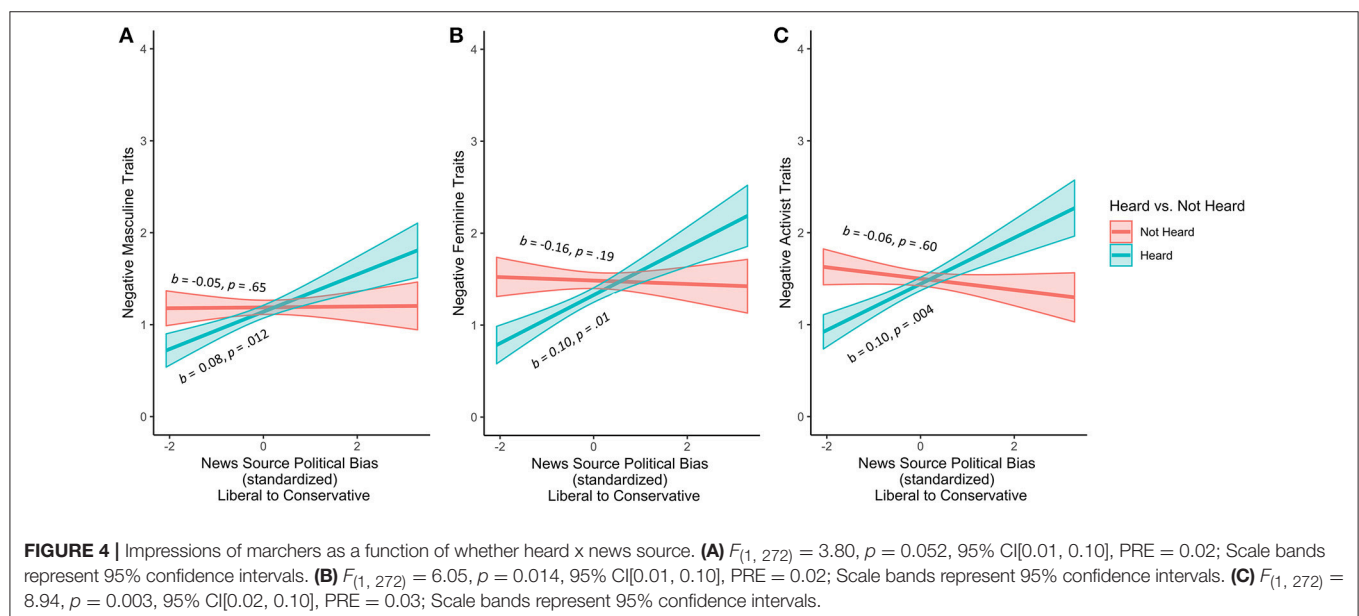 A
4
3
2
1
0
Negative Masculine Traits
b = -0.05, p = .65
b = 0.08, p = .012
-2
0
2
News Source Political Bias
(standardized)
Liberal to Conservative
B
4
3
2
1
0
Negative Feminine Traits
b = -0.16, p = .19
b = 0.10, p = .01
-2
0
2
News Source Political Bias
(standardized)
Liberal to Conservative
C
4
3
2
1
0
Negative Activist Traits
b = -0.06, p = .60
b = 0.10, p = .004
-2
0
2
News Source Political Bias
(standardized)
Liberal to Conservative
Heard vs. Not Heard
Not Heard
Heard
FIGURE 4 | Impressions of marchers as a function of whether heard x news source. (A) F(1, 272) = 3.80, p = 0.052, 95% CI[0.01, 0.10], PRE = 0.02; Scale bands
represent 95% confidence intervals. (B) F(1, 272) = 6.05, p = 0.014, 95% CI[0.01, 0.10], PRE = 0.02; Scale bands represent 95% confidence intervals. (C) F(1, 272) =
8.94, p = 0.003, 95% CI[0.02, 0.10], PRE = 0.03; Scale bands represent 95% confidence intervals.